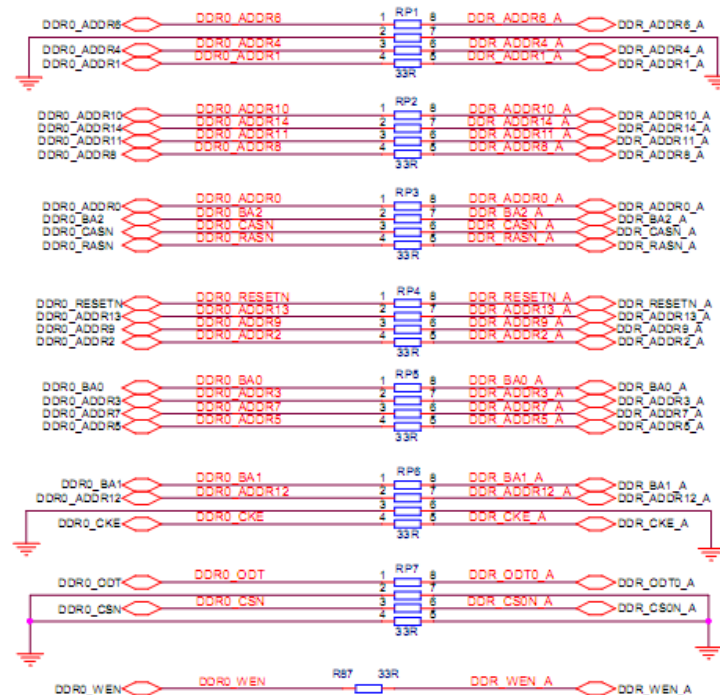 DDR0_ADDR6 DDR0_ADDR6 1 RP1 8 DDR_ADDR6_A DDR_ADDR6_A
2 7
DDR0_ADDR4 DDR0_ADDR4 3 6 DDR_ADDR4_A DDR_ADDR4_A
DDR0_ADDR1 DDR0_ADDR1 4 5 DDR_ADDR1_A DDR_ADDR1_A
33R
RP2
DDR0_ADDR10 DDR0_ADDR10 1 8 DDR_ADDR10_A DDR_ADDR10_A
DDR0_ADDR14 DDR0_ADDR14 2 7 DDR_ADDR14_A DDR_ADDR14_A
DDR0_ADDR11 DDR0_ADDR11 3 6 DDR_ADDR11_A DDR_ADDR11_A
DDR0_ADDR8 DDR0_ADDR8 4 5 DDR_ADDR8_A DDR_ADDR8_A
33R
RP3
DDR0_ADDR0 DDR0_ADDR0 1 8 DDR_ADDR0_A DDR_ADDR0_A
DDR0_BA2 DDR0_BA2 2 7 DDR_BA2_A DDR_BA2_A
DDR0_CASN DDR0_CASN 3 6 DDR_CASN_A DDR_CASN_A
DDR0_RASN DDR0_RASN 4 5 DDR_RASN_A DDR_RASN_A
33R
RP4
DDR0_RESETN DDR0_RESETN 1 8 DDR_RESETN_A DDR_RESETN_A
DDR0_ADDR13 DDR0_ADDR13 2 7 DDR_ADDR13_A DDR_ADDR13_A
DDR0_ADDR9 DDR0_ADDR9 3 6 DDR_ADDR9_A DDR_ADDR9_A
DDR0_ADDR2 DDR0_ADDR2 4 5 DDR_ADDR2_A DDR_ADDR2_A
33R
RP5
DDR0_BA0 DDR0_BA0 1 8 DDR_BA0_A DDR_BA0_A
DDR0_ADDR3 DDR0_ADDR3 2 7 DDR_ADDR3_A DDR_ADDR3_A
DDR0_ADDR7 DDR0_ADDR7 3 6 DDR_ADDR7_A DDR_ADDR7_A
DDR0_ADDR5 DDR0_ADDR5 4 5 DDR_ADDR5_A DDR_ADDR5_A
33R
RP6
DDR0_BA1 DDR0_BA1 1 8 DDR_BA1_A DDR_BA1_A
DDR0_ADDR12 DDR0_ADDR12 2 7 DDR_ADDR12_A DDR_ADDR12_A
3 6
DDR0_CKE DDR0_CKE 4 5 DDR_CKE_A DDR_CKE_A
33R
RP7
DDR0_ODT DDR0_ODT 1 8 DDR_ODT0_A DDR_ODT0_A
2 7
DDR0_CSN DDR0_CSN 3 6 DDR_CS0N_A DDR_CS0N_A
4 5
33R
R87 33R
DDR0_WEN DDR0_WEN DDR_WEN_A DDR_WEN_A